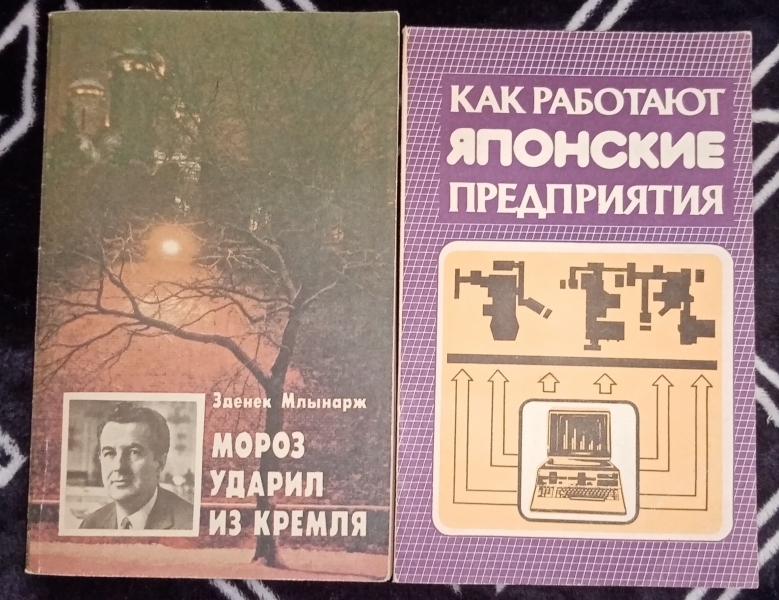 Зденек Млынарж
МОРОЗ
УДАРИЛ
ИЗ КРЕМЛЯ
КАК РАБОТАЮТ
ЯПОНСКИЕ
ПРЕДПРИЯТИЯ